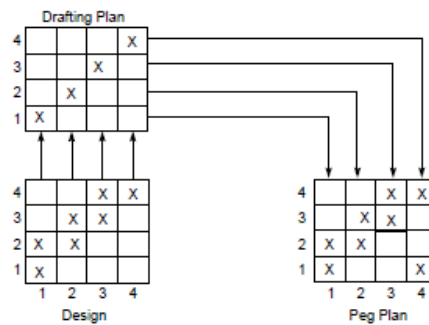 Drafting Plan
4 X
3 X
2 X
1 X
4 X X
3 X X
2 X X
1 X
1 2 3 4
Design
4 X X
3 X X
2 X X
1 X X
1 2 3 4
Peg Plan